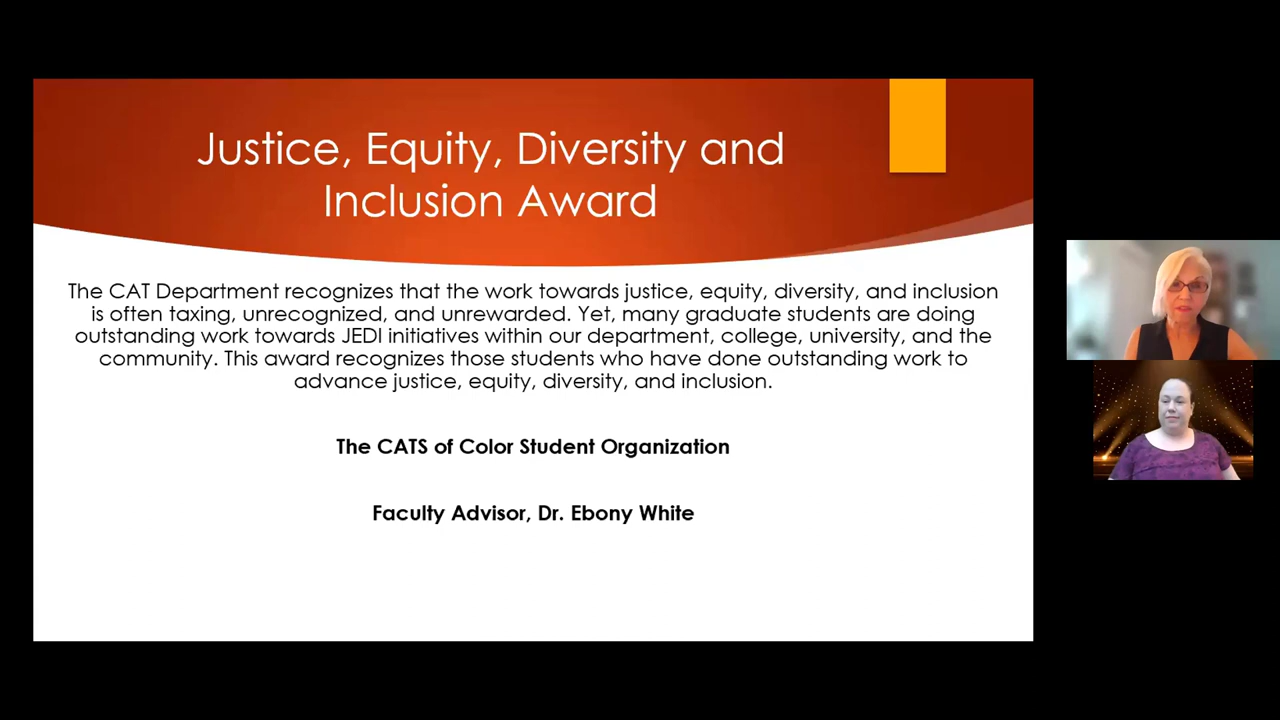 Justice, Equity, Diversity and
Inclusion Award
The CAT Department recognizes that the work towards justice, equity, diversity, and inclusion
is often taxing, unrecognized, and unrewarded. Yet, many graduate students are doing
outstanding work towards JEDI initiatives within our department, college, university, and the
community. This award recognizes those students who have done outstanding work to
advance justice, equity, diversity, and inclusion.
The CATS of Color Student Organization
Faculty Advisor, Dr. Ebony White